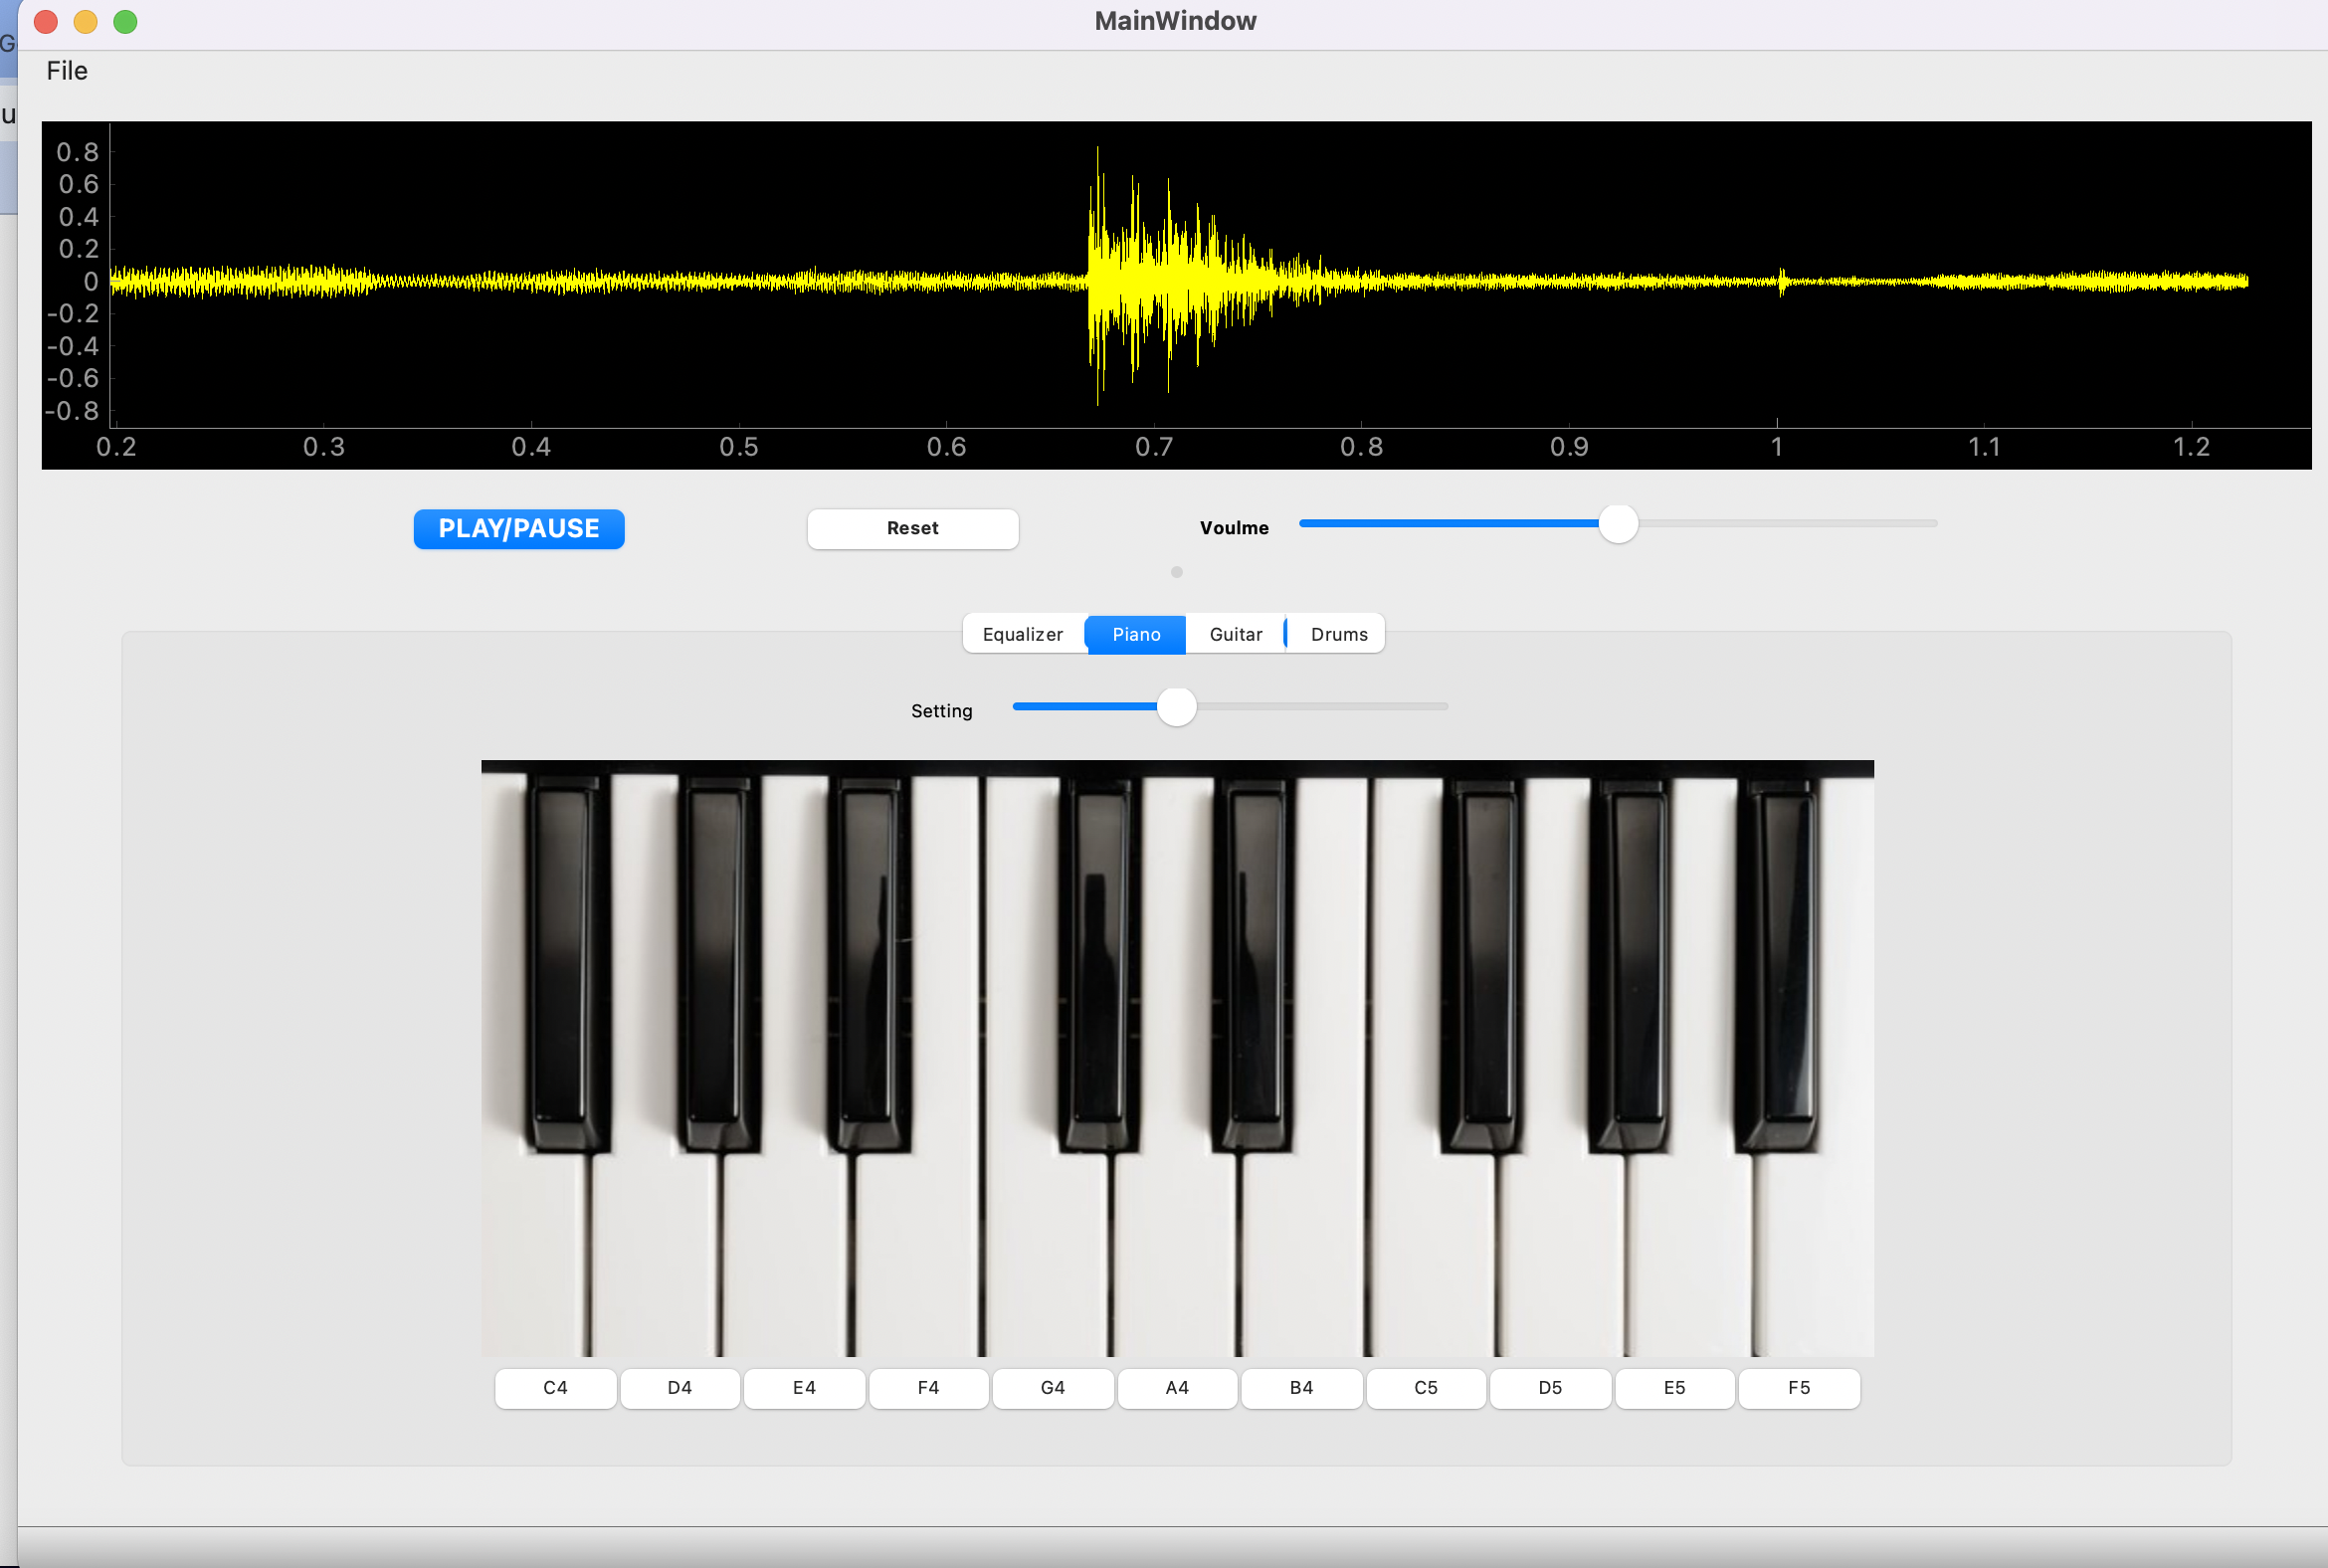 MainWindow
G
File
u
0.8
0.6
0.4
0.2
0
-0.2
-0.4
-0.6
-0.8
0.2 0.3 0.4 0.5 0.6 0.7 0.8 0.9 1 1.1 1.2
PLAY/PAUSE Reset Voulme
Equalizer Piano Guitar Drums
Setting
C4 D4 E4 F4 G4 A4 B4 C5 D5 E5 F5